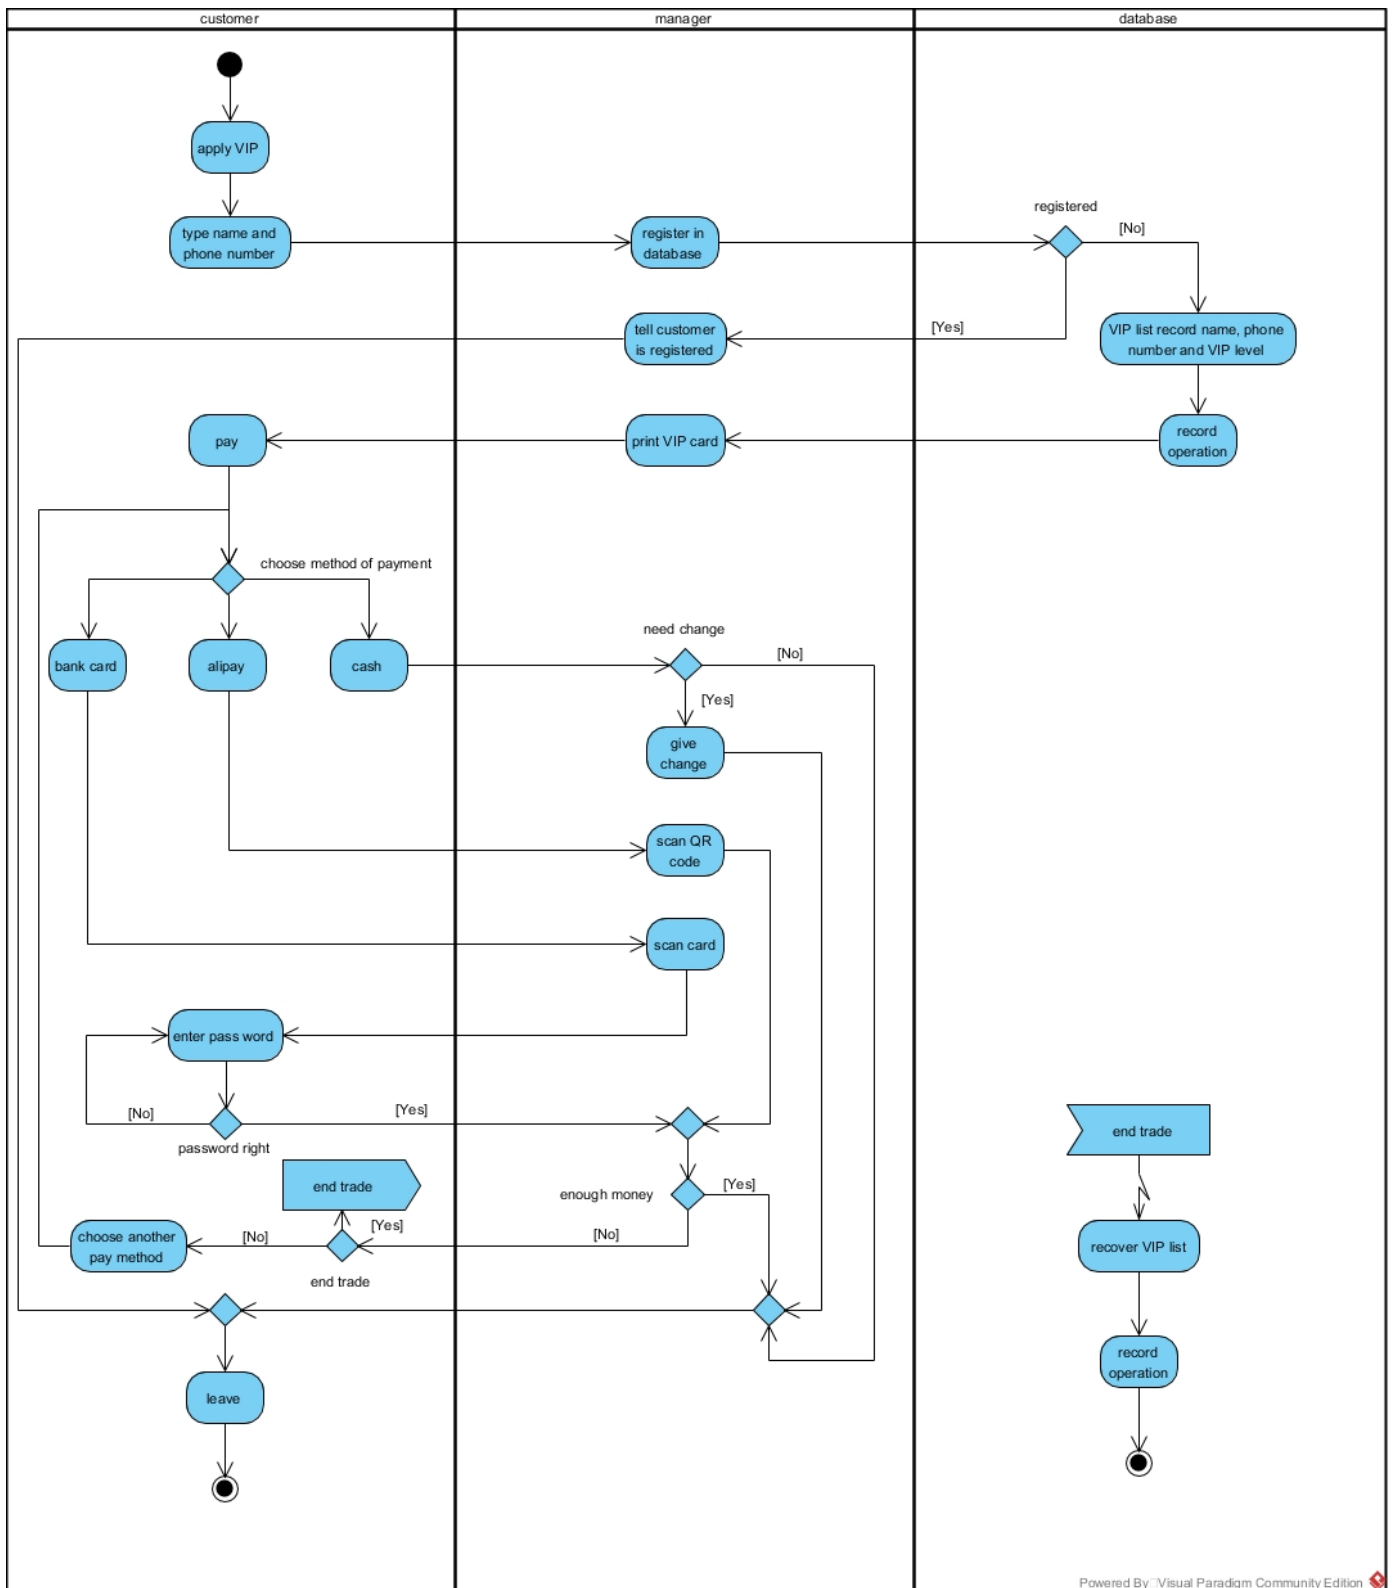 customer
manager
database
apply VIP
registered
type name and
phone number
register in
database
[No]
tell customer
is registered
[Yes]
VIP list record name, phone
number and VIP level
pay
print VIP card
record
operation
choose method of payment
need change
bank card
alipay
cash
[No]
[Yes]
give
change
scan QR
code
scan card
enter pass word
[No]
[Yes]
password right
end trade
end trade
enough money
[Yes]
[Yes]
choose another
pay method
[No]
[No]
recover VIP list
end trade
record
operation
leave
Powered By Visual Paradigm Community Edition